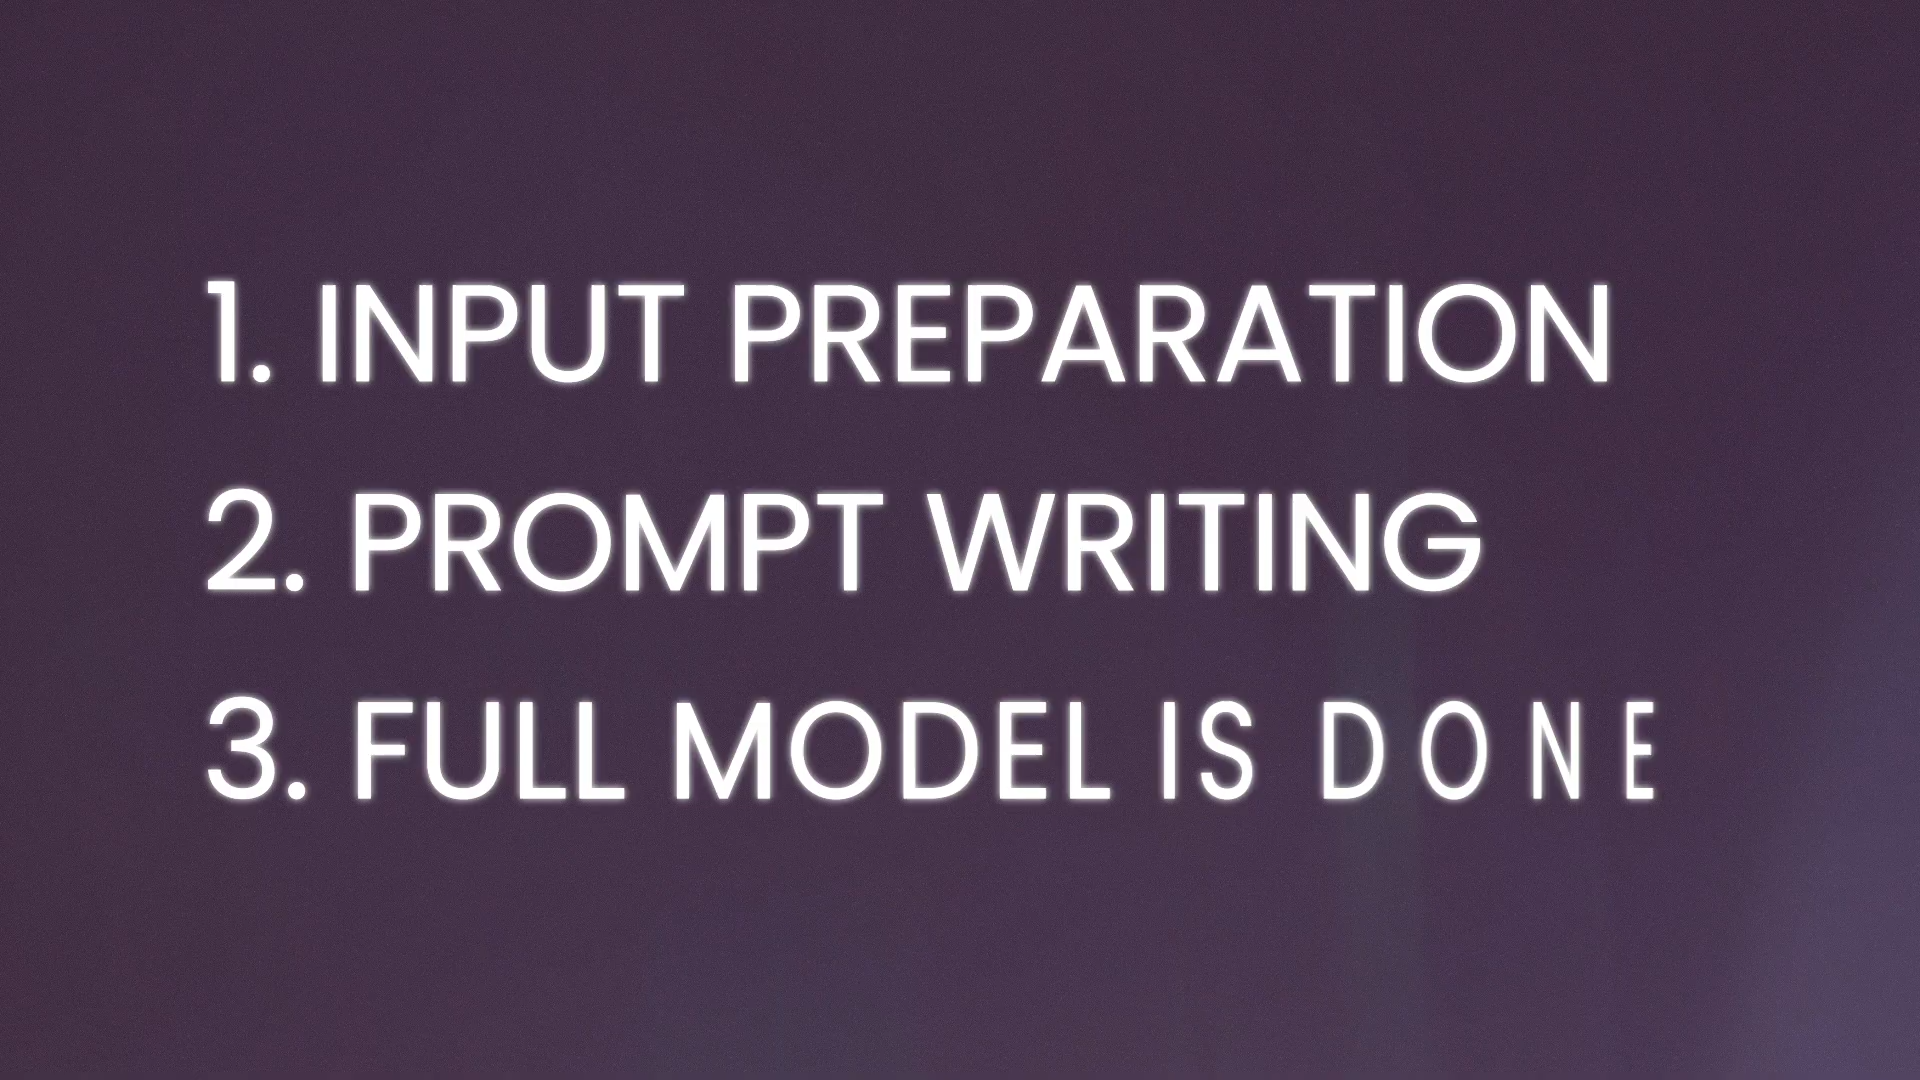 1. INPUT PREPARATION
2. PROMPT WRITING
3. FULL MODEL IS DONE